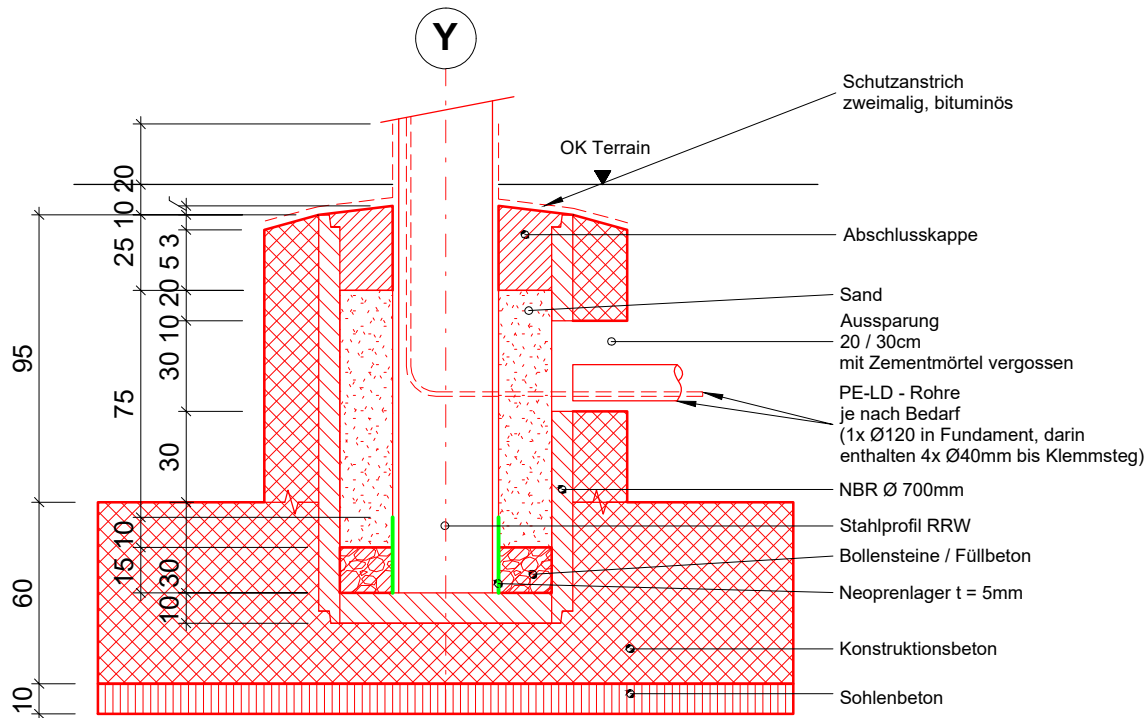 Y
Schutzanstrich
zweimalig, bituminös
OK Terrain
Abschlusskappe
Sand
Aussparung
20 / 30cm
mit Zementmörtel vergossen
PE-LD - Rohre
je nach Bedarf
(1x Ø120 in Fundament, darin
enthalten 4x Ø40mm bis Klemmsteg)
NBR Ø 700mm
Stahlprofil RRW
Bollensteine / Füllbeton
Neoprenlager t = 5mm
Konstruktionsbeton
Sohlenbeton
95
60
10
20
10
25
75
10
15
3
5
20
10
30
30
30
10